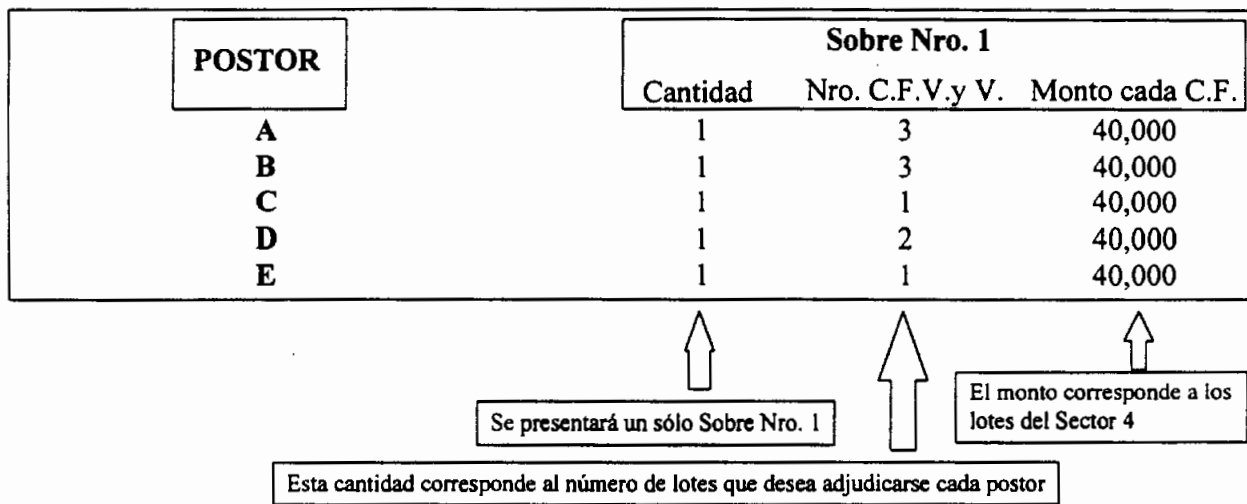 POSTOR
Sobre Nro. 1
Cantidad Nro. C.F.V.y V. Monto cada C.F.
A 1 3 40,000
B 1 3 40,000
C 1 1 40,000
D 1 2 40,000
E 1 1 40,000
Se presentará un sólo Sobre Nro. 1
El monto corresponde a los
lotes del Sector 4
Esta cantidad corresponde al número de lotes que desea adjudicarse cada postor